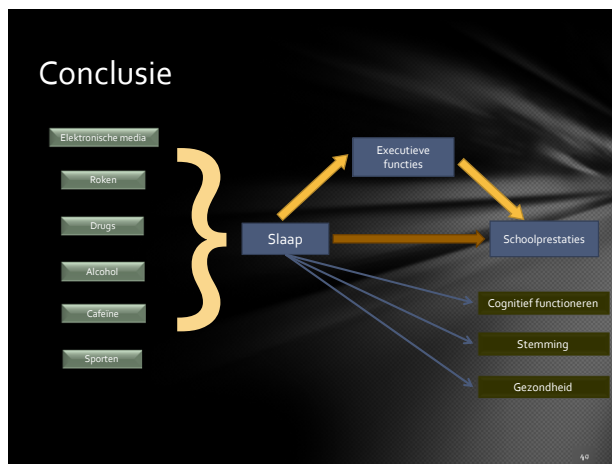 Conclusie
Elektronische media
Roken
Drugs
Alcohol
Cafeïne
Sporten
Slaap
Executieve
functies
Schoolprestaties
Cognitief functioneren
Stemming
Gezondheid
40